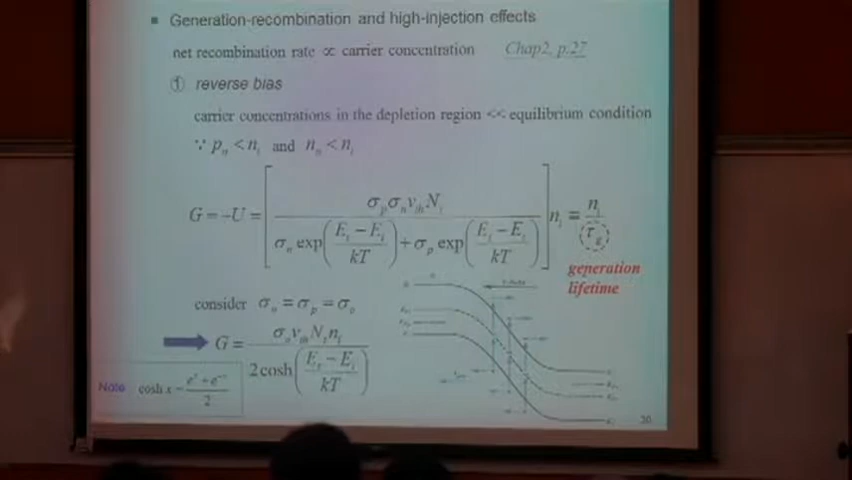 ▪ Generation-recombination and high-injection effects
net recombination rate ∝ carrier concentration Chap2, p.27
① reverse bias
carrier concentrations in the depletion region << equilibrium condition
∵ pₙ < nᵢ and nₙ < nᵢ
G = −U = [ σₚσₙvₜₕNₜ / ( σₙ exp((Eₜ − Eᵢ)/kT) + σₚ exp((Eᵢ − Eₜ)/kT) ) ] nᵢ ≡ nᵢ/τg
generation
lifetime
consider σₙ = σₚ = σₒ
G = σₒvₜₕNₜnᵢ / ( 2cosh((Eₜ − Eᵢ)/kT) )
Note cosh x = (eˣ + e⁻ˣ)/2
30